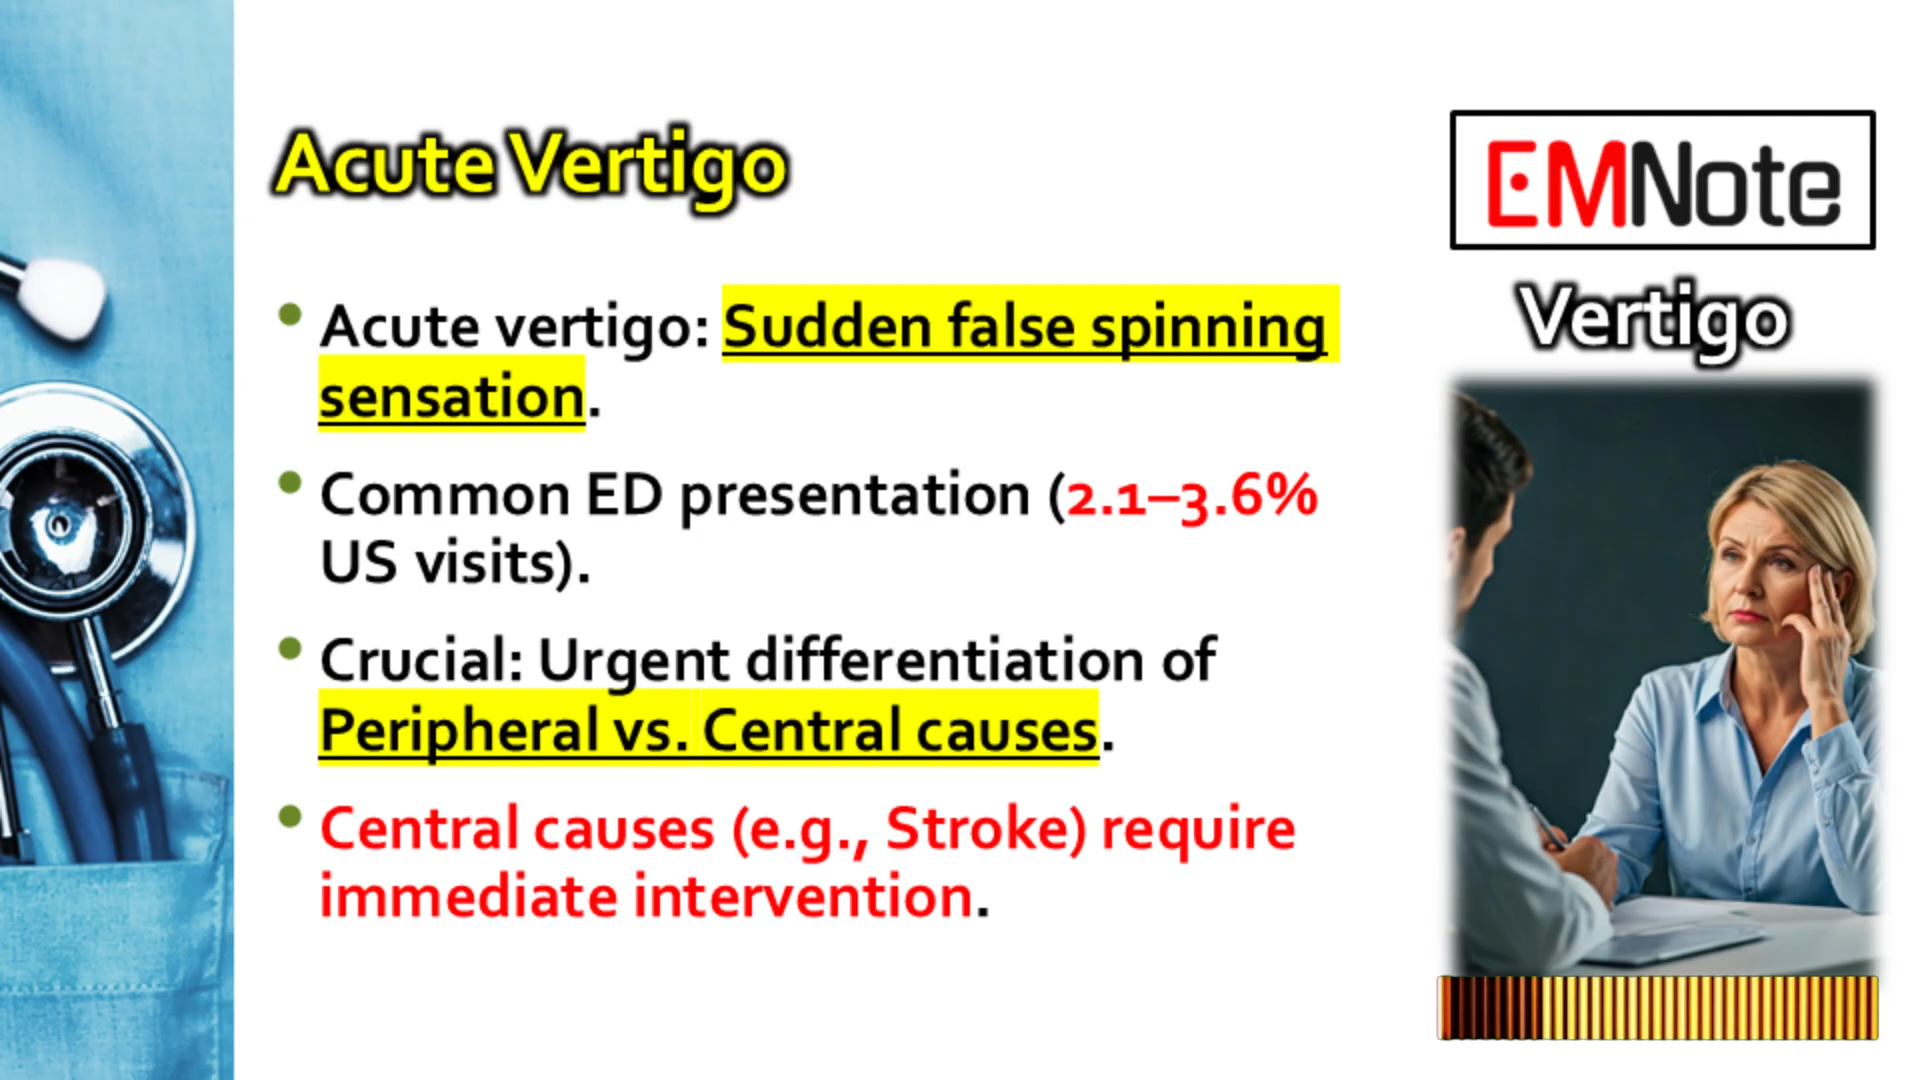 Acute Vertigo
• Acute vertigo: Sudden false spinning
sensation.
• Common ED presentation (2.1–3.6%
US visits).
• Crucial: Urgent differentiation of
Peripheral vs. Central causes.
• Central causes (e.g., Stroke) require
immediate intervention.
EMNote
Vertigo